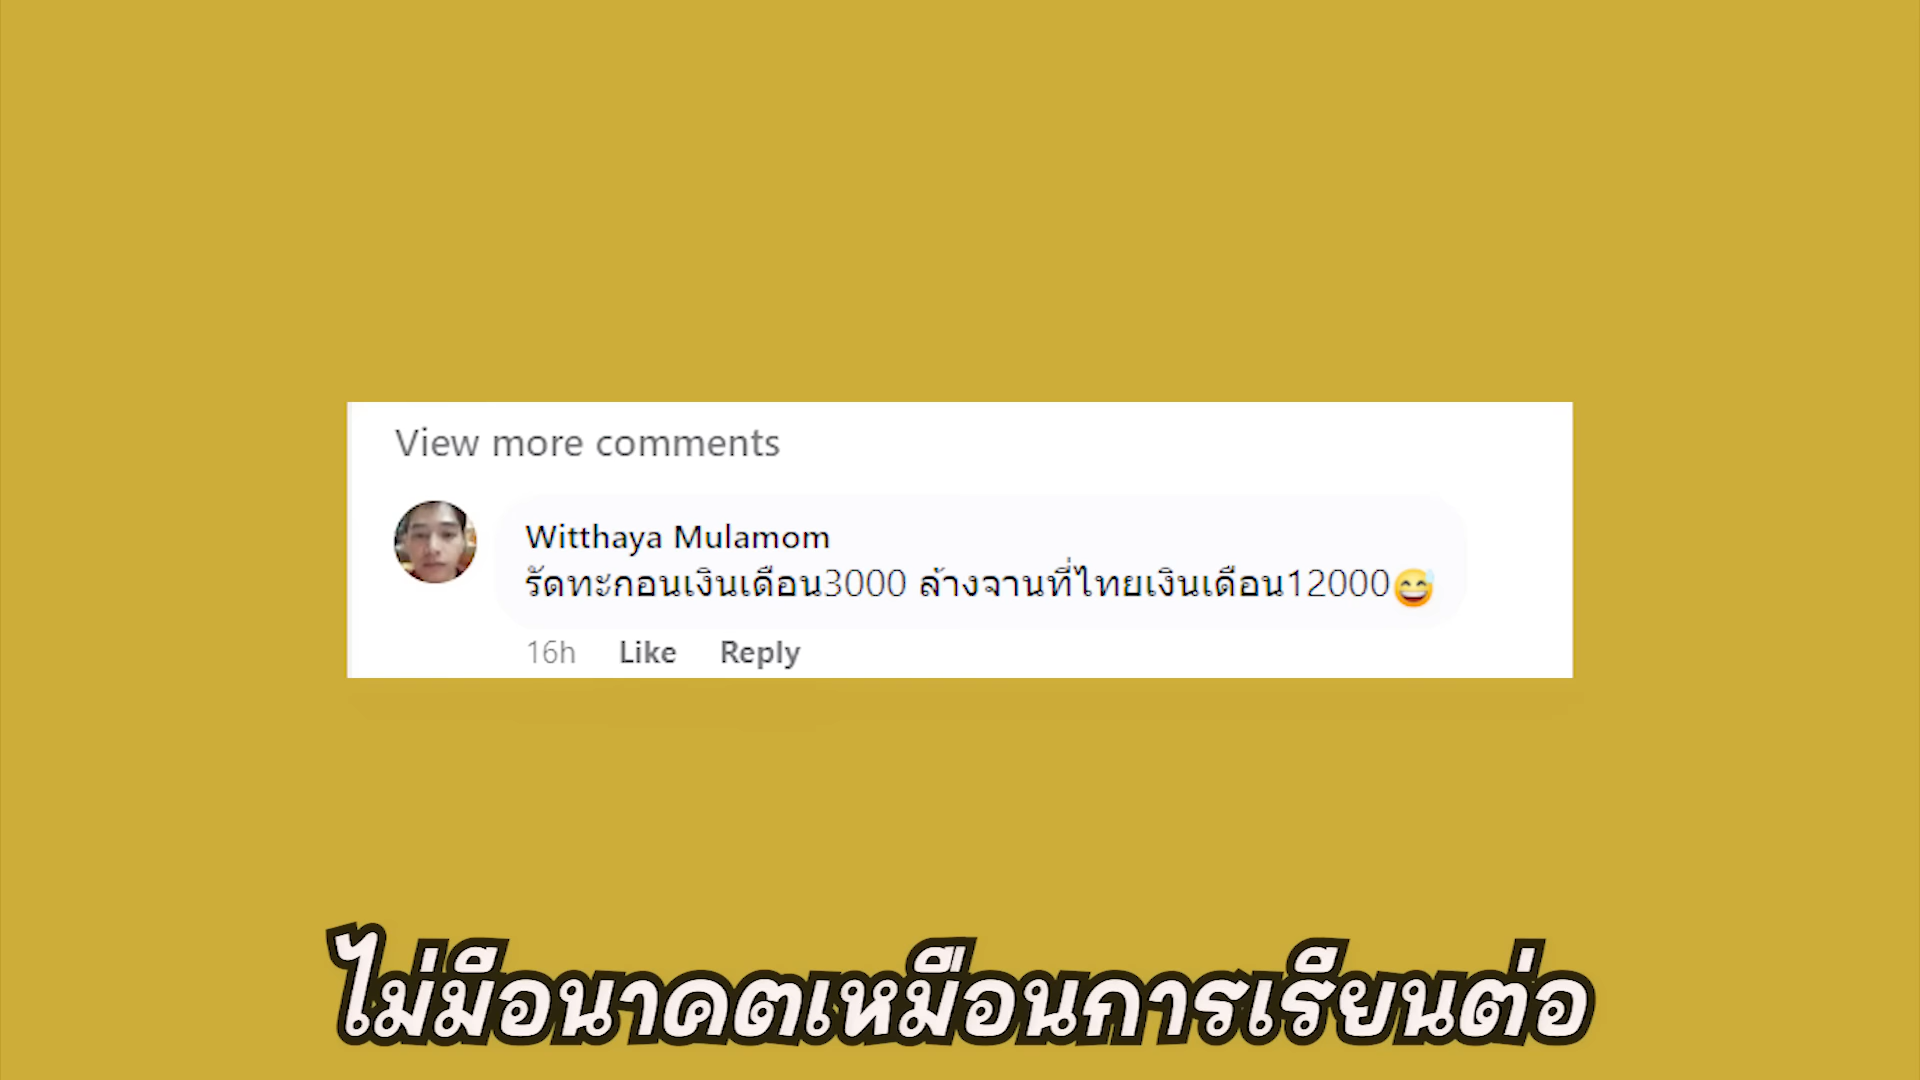 View more comments
Witthaya Mulamom
รัดทะกอนเงินเดือน3000 ล้างจานที่ไทยเงินเดือน12000😅
16h Like Reply
ไม่มีอนาคตเหมือนการเรียนต่อ